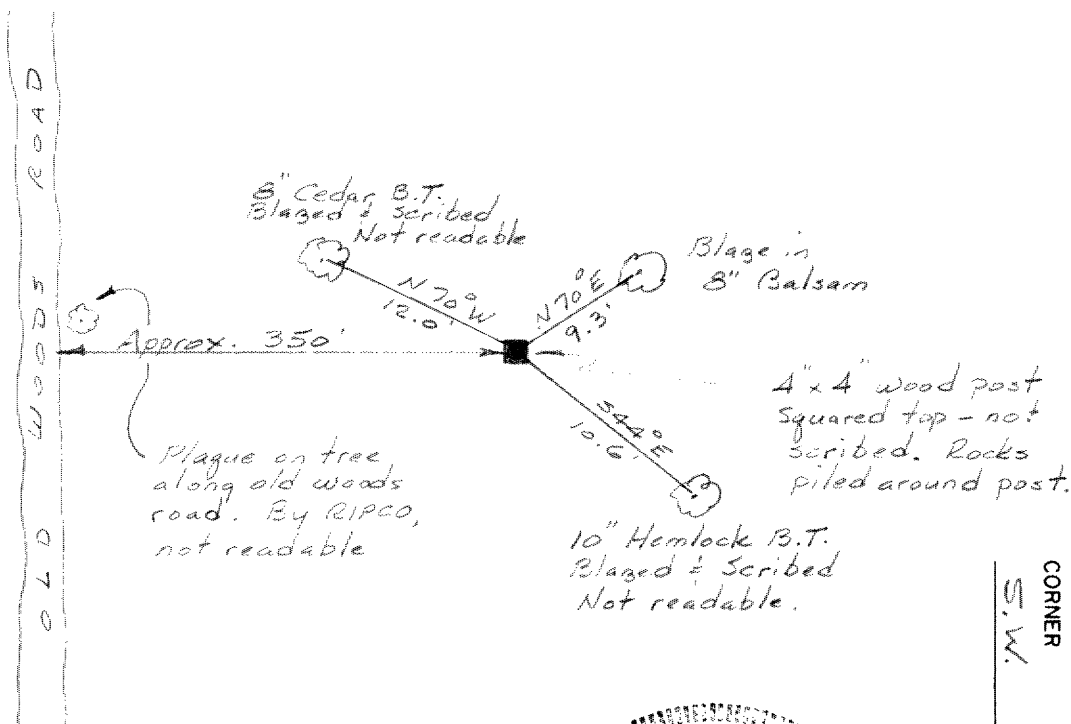 OLD WOODS ROAD
8" Cedar B.T.
Blazed & Scribed
Not readable
Blaze in
8" Balsam
N70°W
12.0'
N70°E
9.3'
Approx. 350'
S44°E
10.6'
4" x 4" wood post
Squared top - not
scribed. Rocks
piled around post.
Plaque on tree
along old woods
road. By RIPCO,
not readable
10" Hemlock B.T.
Blazed & Scribed
Not readable.
CORNER
S.W.